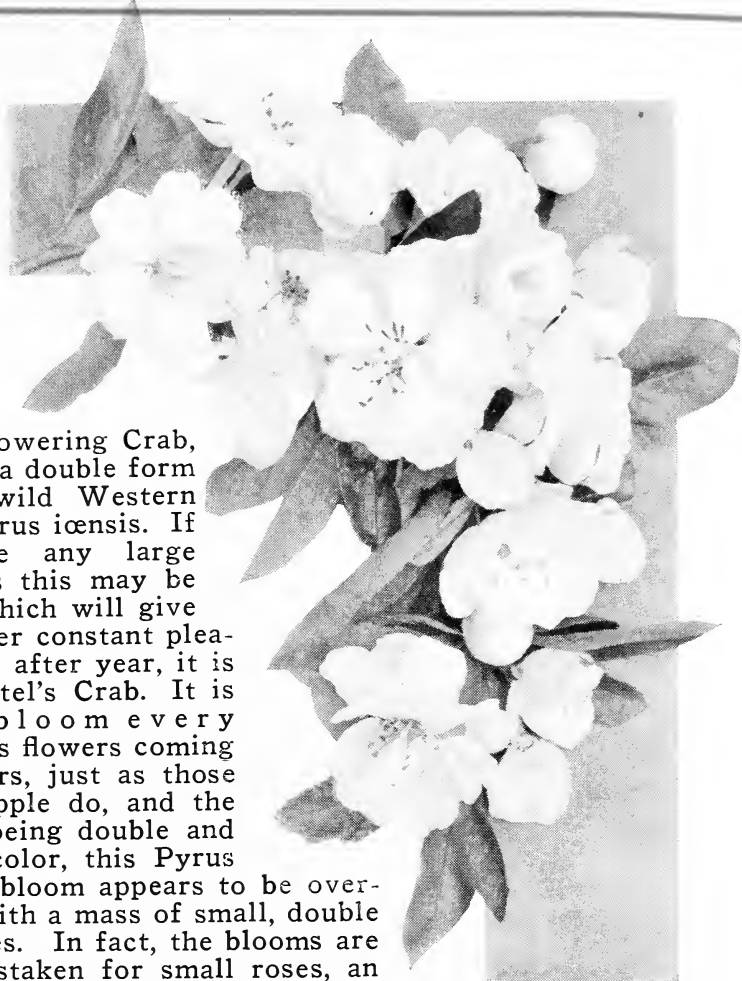 owering Crab,
a double form
wild Western
rus iœnsis. If
e any large
s this may be
hich will give
er constant plea-
after year, it is
tel's Crab. It is
bloom every
s flowers coming
rs, just as those
pple do, and the
being double and
color, this Pyrus
bloom appears to be over-
ith a mass of small, double
es. In fact, the blooms are
staken for small roses, an